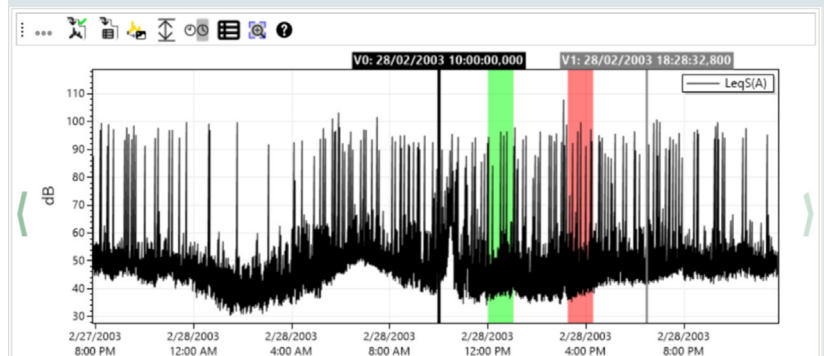 V0: 28/02/2003 10:00:00,000
V1: 28/02/2003 18:28:32,800
LeqS(A)
dB
110
100
90
80
70
60
50
40
30
2/27/2003 2/28/2003 2/28/2003 2/28/2003 2/28/2003 2/28/2003 2/28/2003
8:00 PM 12:00 AM 4:00 AM 8:00 AM 12:00 PM 4:00 PM 8:00 PM